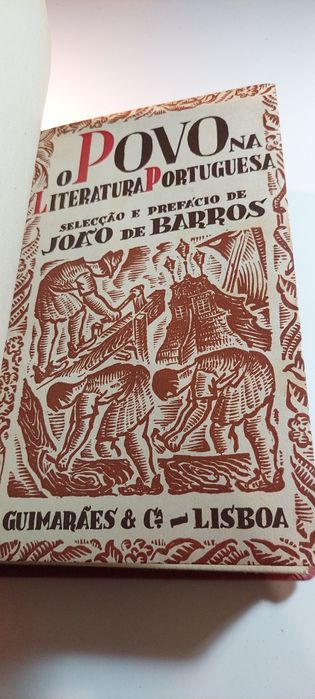 O POVO NA
LITERATURA PORTUGUESA
SELECÇÃO E PREFÁCIO DE
JOÃO DE BARROS
GUIMARÃES & Cª – LISBOA